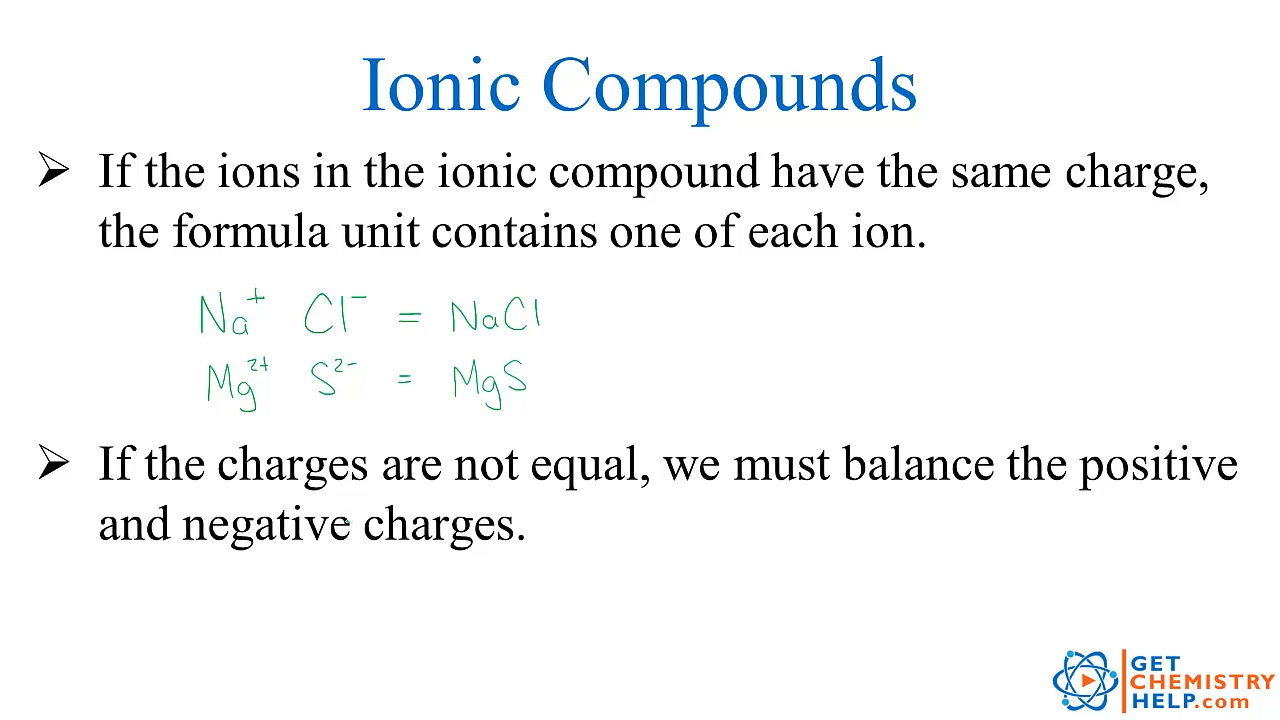 Ionic Compounds
➢ If the ions in the ionic compound have the same charge,
the formula unit contains one of each ion.
Na⁺ Cl⁻ = NaCl
Mg²⁺ S²⁻ = MgS
➢ If the charges are not equal, we must balance the positive
and negative charges.
GET
CHEMISTRY
HELP.com